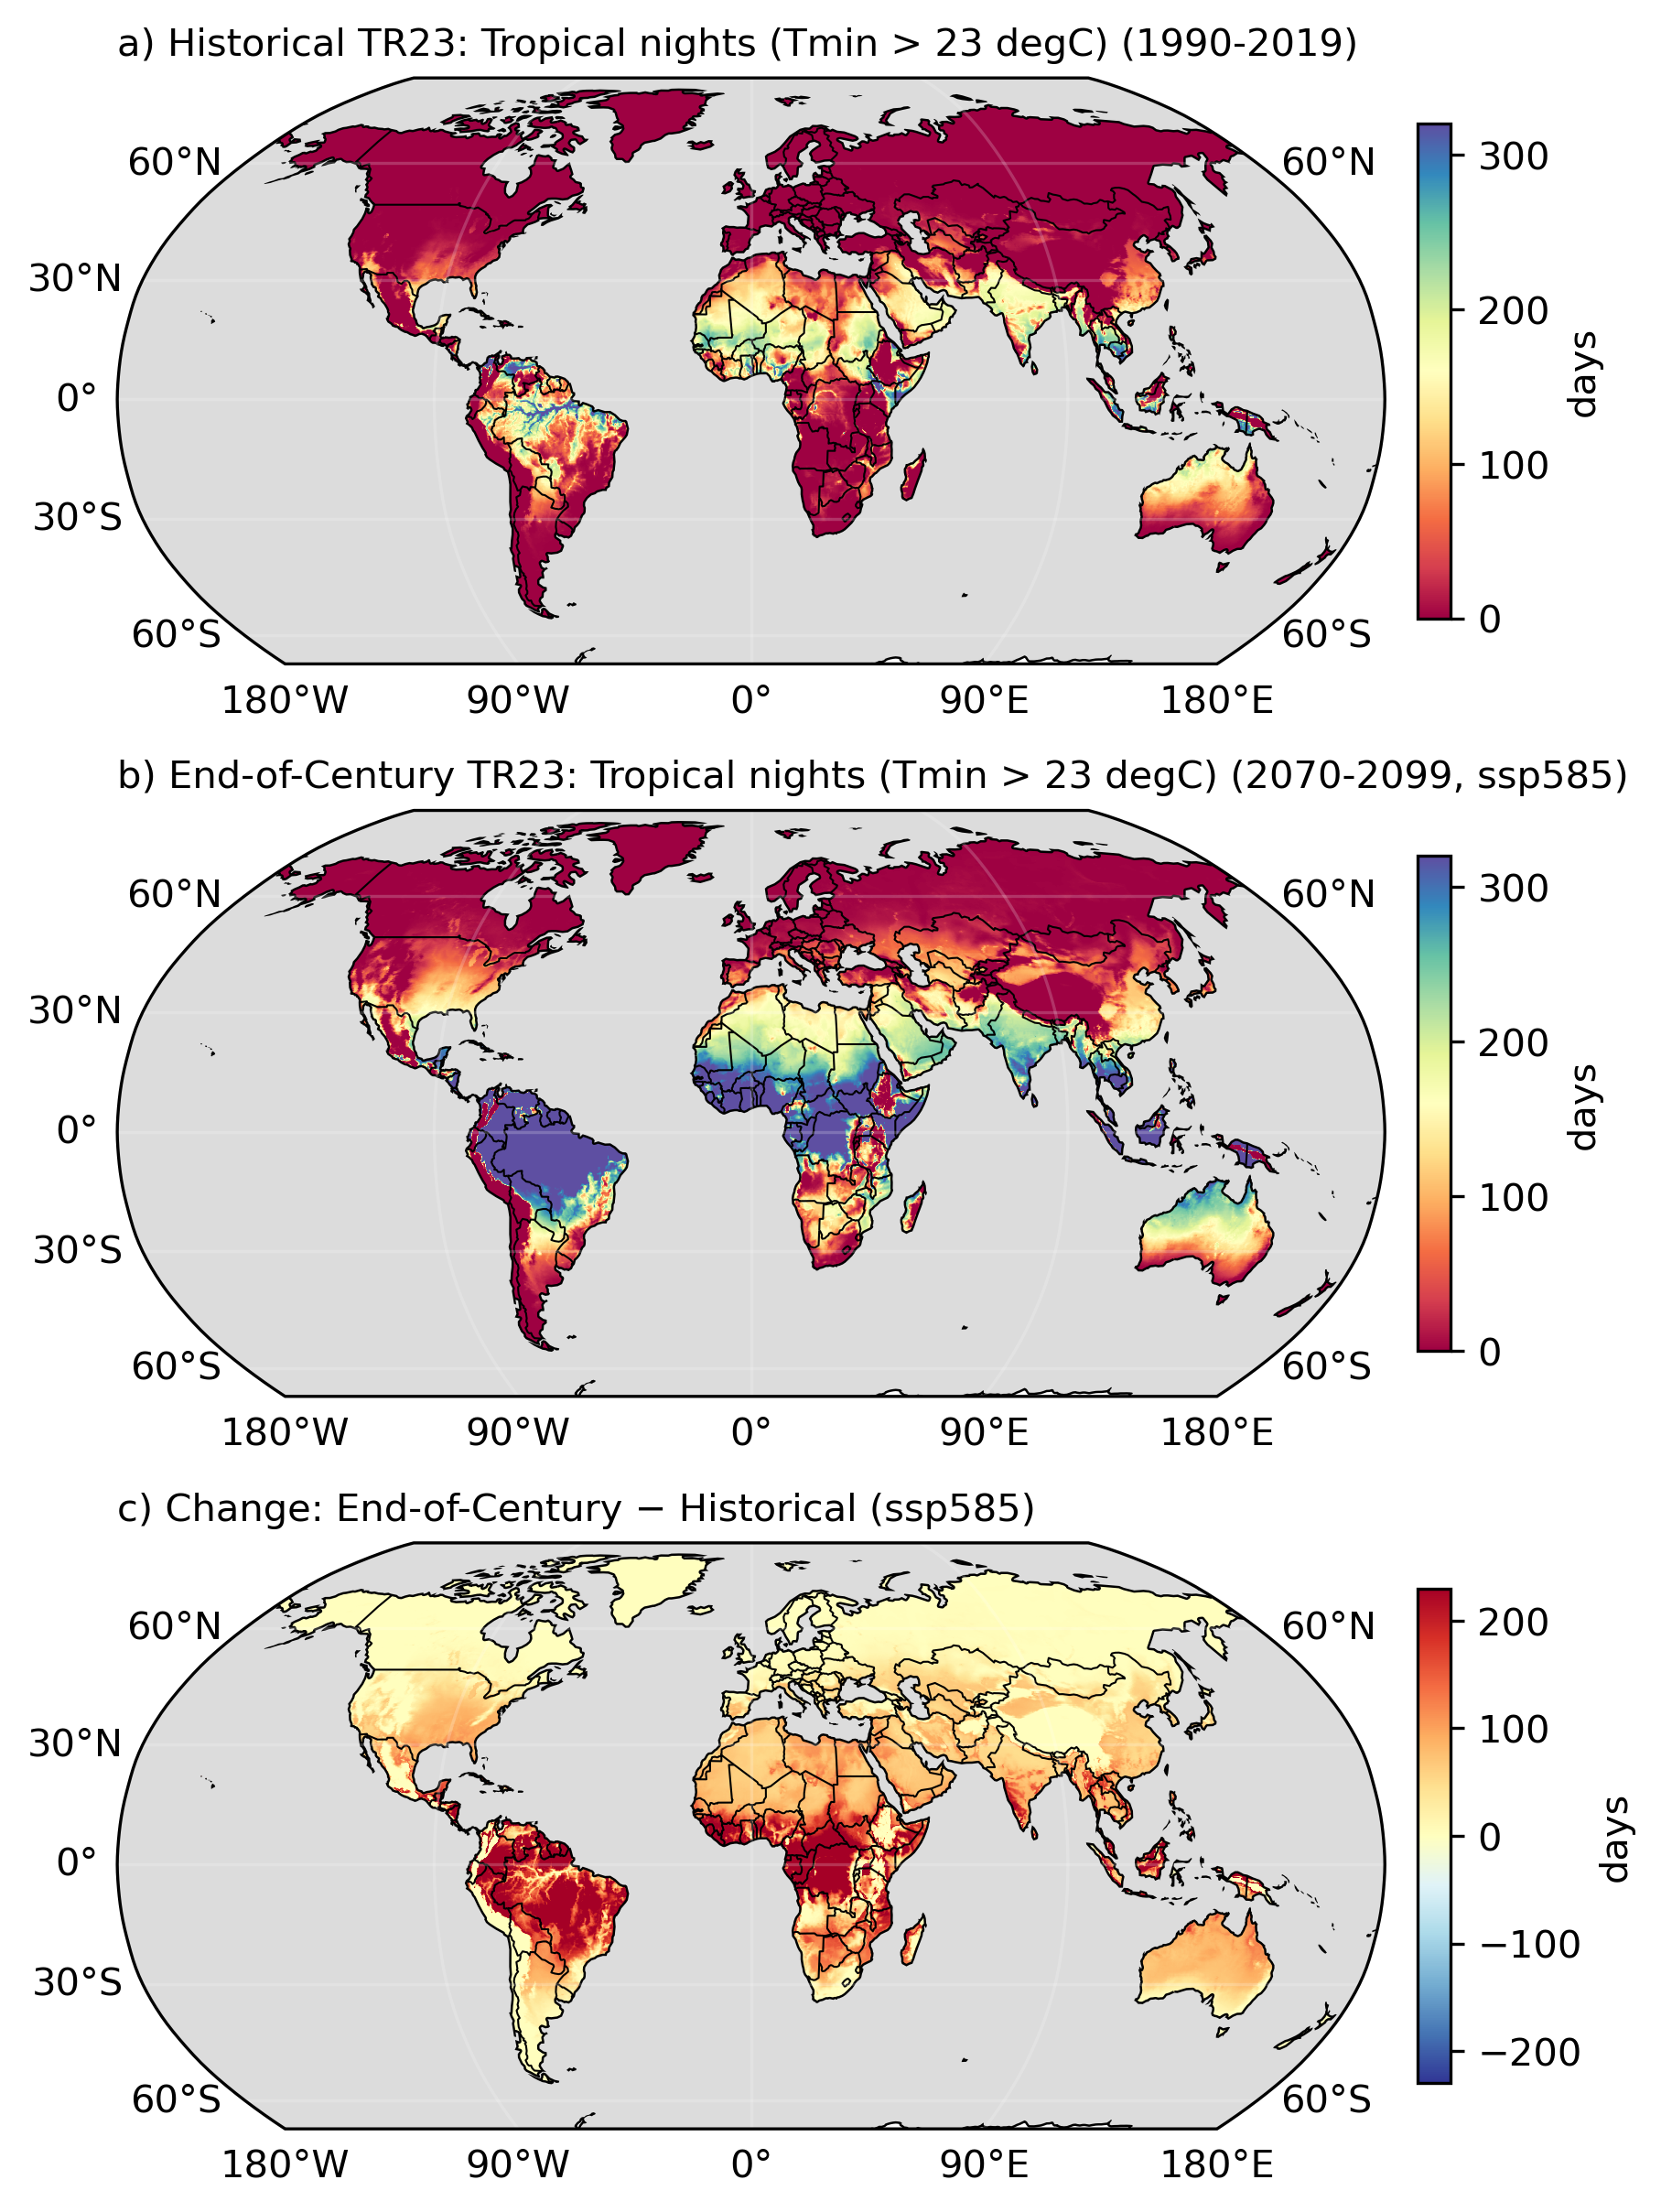 a) Historical TR23: Tropical nights (Tmin > 23 degC) (1990-2019)
60°N 60°N
30°N
0°
30°S
60°S 60°S
180°W 90°W 0° 90°E 180°E
300
200
100
0
days
b) End-of-Century TR23: Tropical nights (Tmin > 23 degC) (2070-2099, ssp585)
60°N 60°N
30°N
0°
30°S
60°S 60°S
180°W 90°W 0° 90°E 180°E
300
200
100
0
days
c) Change: End-of-Century − Historical (ssp585)
60°N 60°N
30°N
0°
30°S
60°S 60°S
180°W 90°W 0° 90°E 180°E
200
100
0
−100
−200
days